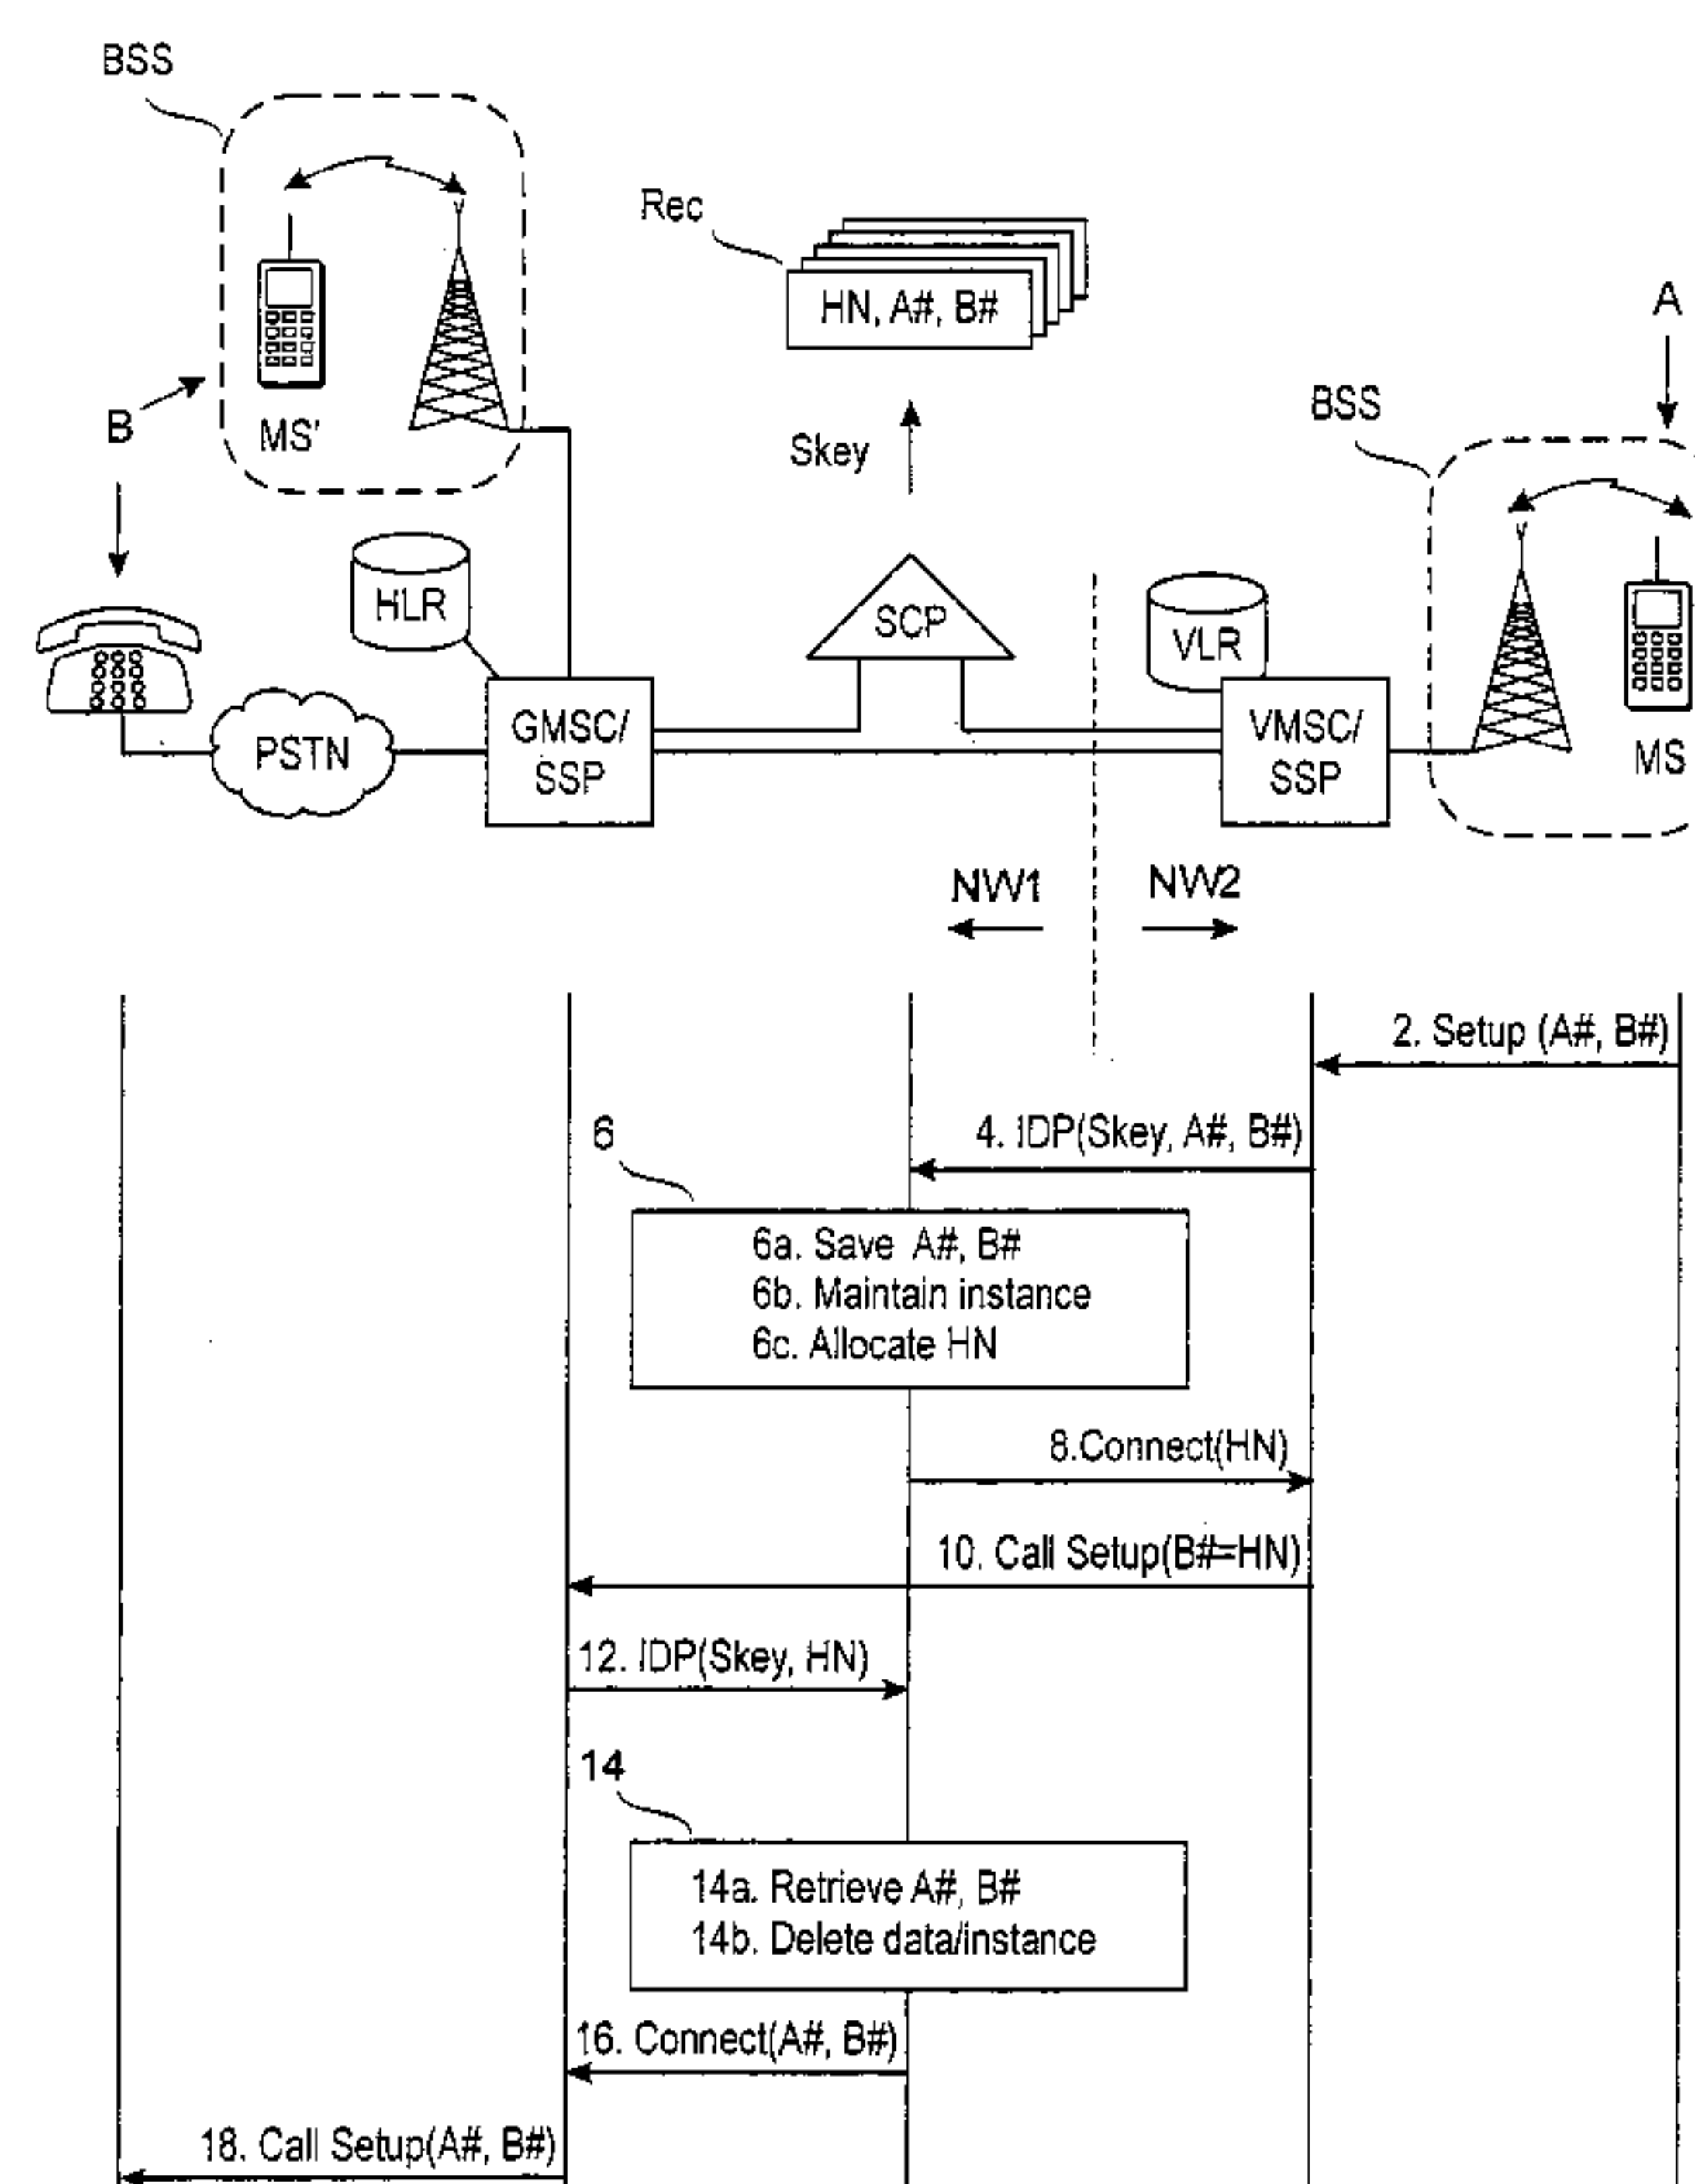 BSS
Rec
HN, A#, B#
A
BSS
B
MS'
Skey
HLR
SCP
VLR
PSTN
GMSC/
SSP
VMSC/
SSP
MS
NW1
NW2
2. Setup (A#, B#)
4. IDP(Skey, A#, B#)
6
6a. Save A#, B#
6b. Maintain instance
6c. Allocate HN
8.Connect(HN)
10. Call Setup(B#=HN)
12. IDP(Skey, HN)
14
14a. Retrieve A#, B#
14b. Delete data/instance
16. Connect(A#, B#)
18. Call Setup(A#, B#)